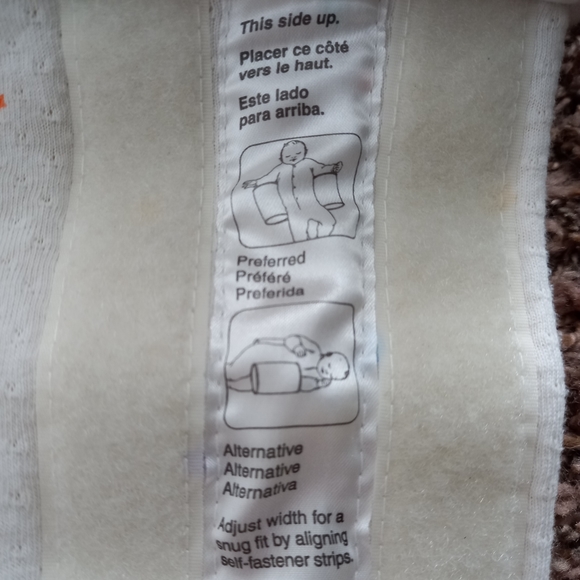 This side up.
Placer ce côté
vers le haut.
Este lado
para arriba.
Preferred
Préféré
Preferida
Alternative
Alternative
Alternativa
Adjust width for a
snug fit by aligning
self-fastener strips.